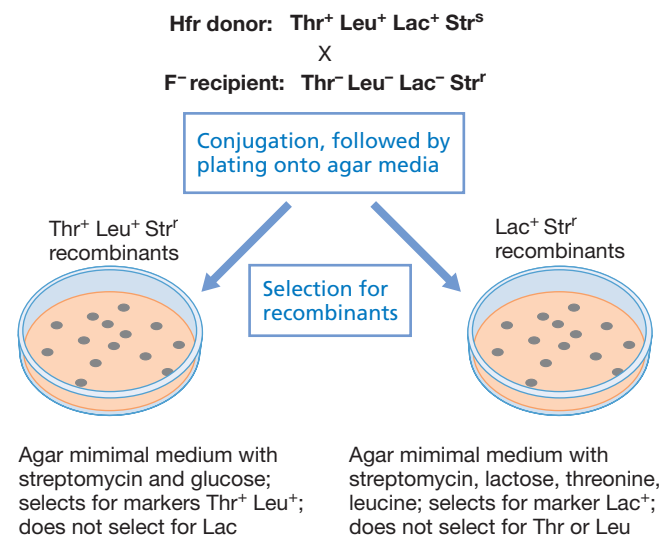 Hfr donor: Thr⁺ Leu⁺ Lac⁺ Strˢ
X
F⁻ recipient: Thr⁻ Leu⁻ Lac⁻ Strʳ
Conjugation, followed by
plating onto agar media
Thr⁺ Leu⁺ Strʳ
recombinants
Lac⁺ Strʳ
recombinants
Selection for
recombinants
Agar mimimal medium with
streptomycin and glucose;
selects for markers Thr⁺ Leu⁺;
does not select for Lac
Agar mimimal medium with
streptomycin, lactose, threonine,
leucine; selects for marker Lac⁺;
does not select for Thr or Leu